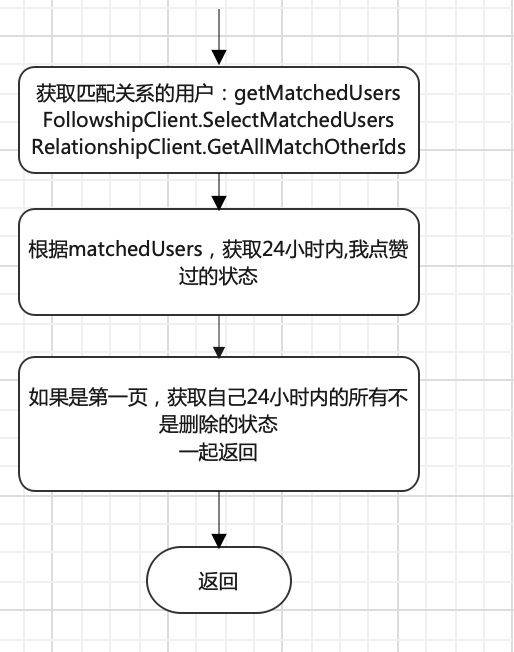 获取匹配关系的用户：getMatchedUsers
FollowshipClient.SelectMatchedUsers
RelationshipClient.GetAllMatchOtherIds
根据matchedUsers，获取24小时内,我点赞
过的状态
如果是第一页，获取自己24小时内的所有不
是删除的状态
一起返回
返回